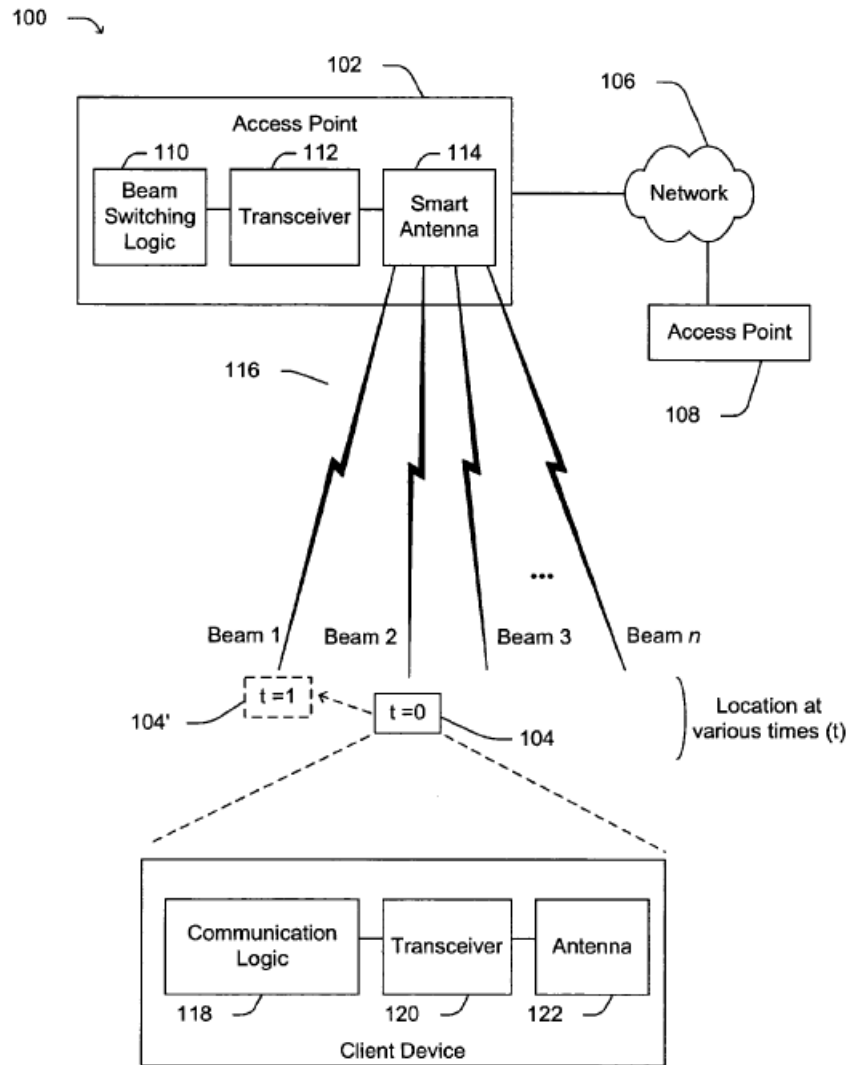 100
102
106
Access Point
110
112
114
Beam
Switching
Logic
Transceiver
Smart
Antenna
Network
Access Point
108
116
...
Beam 1
Beam 2
Beam 3
Beam n
t =1
t =0
104'
104
Location at
various times (t)
Communication
Logic
Transceiver
Antenna
118
120
122
Client Device